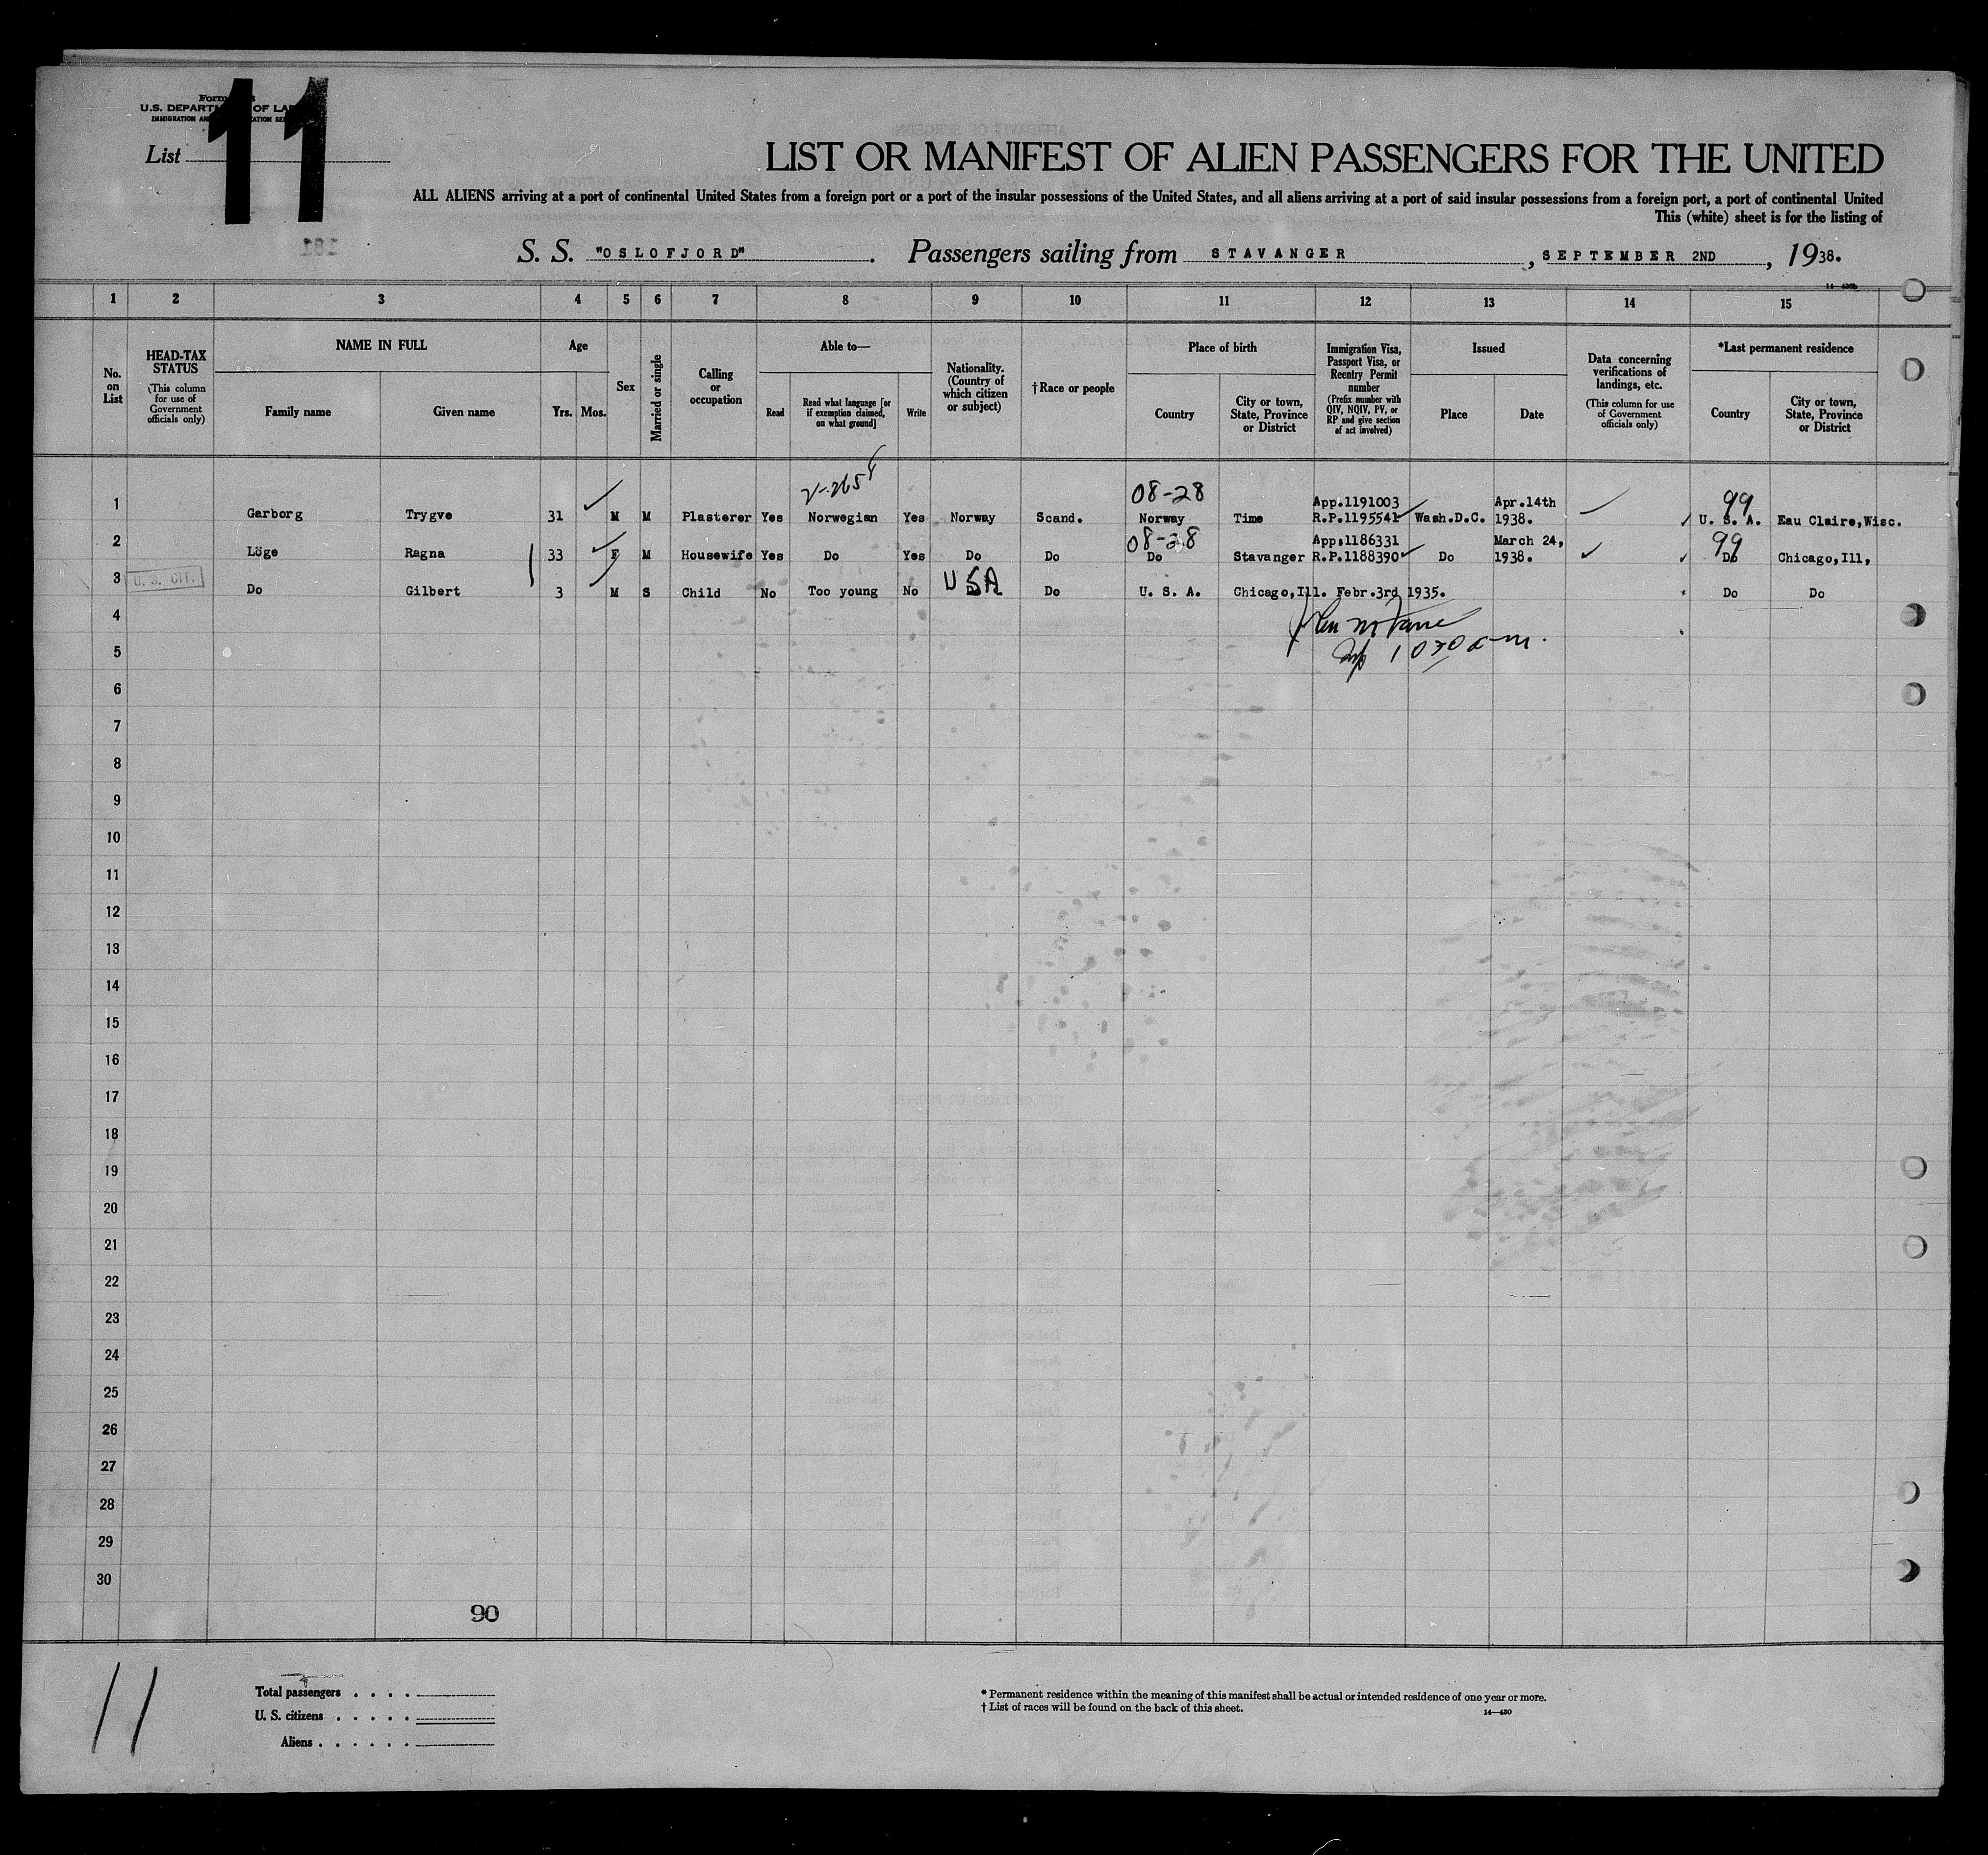 11
U.S. DEPARTM OF LA
List
LIST OR MANIFEST OF ALIEN PASSENGERS FOR THE UNITED
ALL ALIENS arriving at a port of continental United States from a foreign port or a port of the insular possessions of the United States, and all aliens arriving at a port of said insular possessions from a foreign port, a port of continental United
This (white) sheet is for the listing of
S. S. "OSLOFJORD". Passengers sailing from STAVANGER, SEPTEMBER 2ND, 1938.
1 2 3 4 5 6 7 8 9 10 11 12 13 14 15
No. on List
HEAD-TAX STATUS (This column for use of Government officials only)
NAME IN FULL
Family name Given name
Age
Yrs. Mos.
Sex
Married or single
Calling or occupation
Able to—
Read
Read what language [or if exemption claimed, on what ground]
Write
Nationality. (Country of which citizen or subject)
†Race or people
Place of birth
Country
City or town, State, Province or District
Immigration Visa, Passport Visa, or Reentry Permit number (Prefix number with QIV, NQIV, PV, or RP and give section of act involved)
Issued
Place Date
Data concerning verifications of landings, etc. (This column for use of Government officials only)
*Last permanent residence
Country
City or town, State, Province or District
08-28 App.1191003 Apr.14th 99
1 Garborg Trygve 31 M M Plasterer Yes Norwegian Yes Norway Scand. Norway Time R.P.1195541 Wash.D.C. 1938. U. S. A. Eau Claire,Wisc.
08-28 App.1186331 March 24, 99
2 Löge Ragna 33 F M Housewife Yes Do Yes Do Do Do Stavanger R.P.1188390 Do 1938. Do Chicago,Ill,
3 U. S. CIT. Do Gilbert 3 M S Child No Too young No USA Do U. S. A. Chicago,Ill. Febr.3rd 1935. Do Do
4
5
6
7
8
9
10
11
12
13
14
15
16
17
18
19
20
21
22
23
24
25
26
27
28
29
30
90
11
Total passengers . . . .
U. S. citizens . . . . .
Aliens . . . . . .
* Permanent residence within the meaning of this manifest shall be actual or intended residence of one year or more.
† List of races will be found on the back of this sheet.
14—430